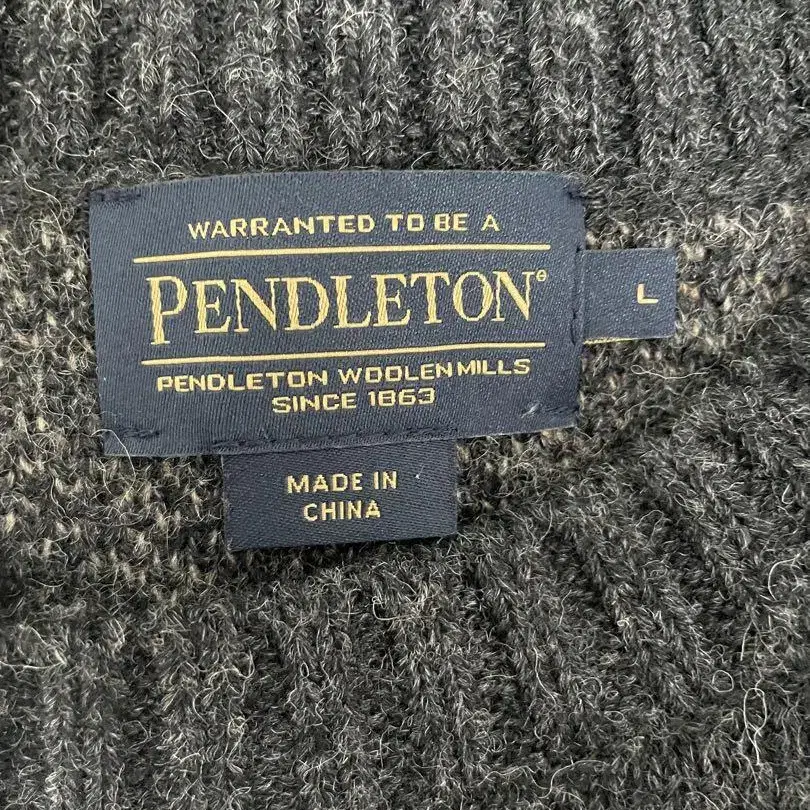 WARRANTED TO BE A
PENDLETON®
L
PENDLETON WOOLEN MILLS
SINCE 1863
MADE IN
CHINA